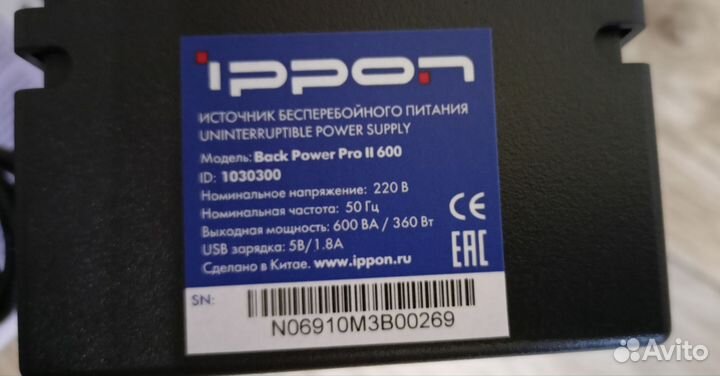 ippon
ИСТОЧНИК БЕСПЕРЕБОЙНОГО ПИТАНИЯ
UNINTERRUPTIBLE POWER SUPPLY
Модель: Back Power Pro II 600
ID: 1030300
Номинальное напряжение: 220 В
Номинальная частота: 50 Гц
Выходная мощность: 600 ВА / 360 Вт
USB зарядка: 5В/1.8А
Сделано в Китае. www.ippon.ru
CE
EAC
SN:
N06910M3B00269
Avito